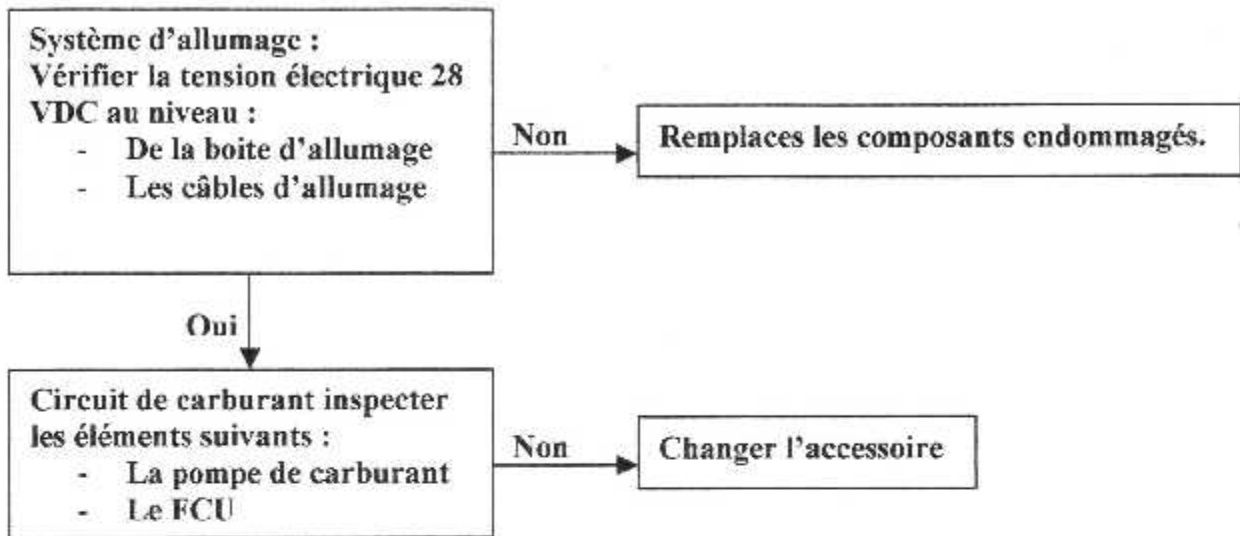 Système d'allumage :
Vérifier la tension électrique 28
VDC au niveau :
- De la boite d'allumage
- Les câbles d'allumage
Non
Remplaces les composants endommagés.
Oui
Circuit de carburant inspecter
les éléments suivants :
- La pompe de carburant
- Le FCU
Non
Changer l'accessoire